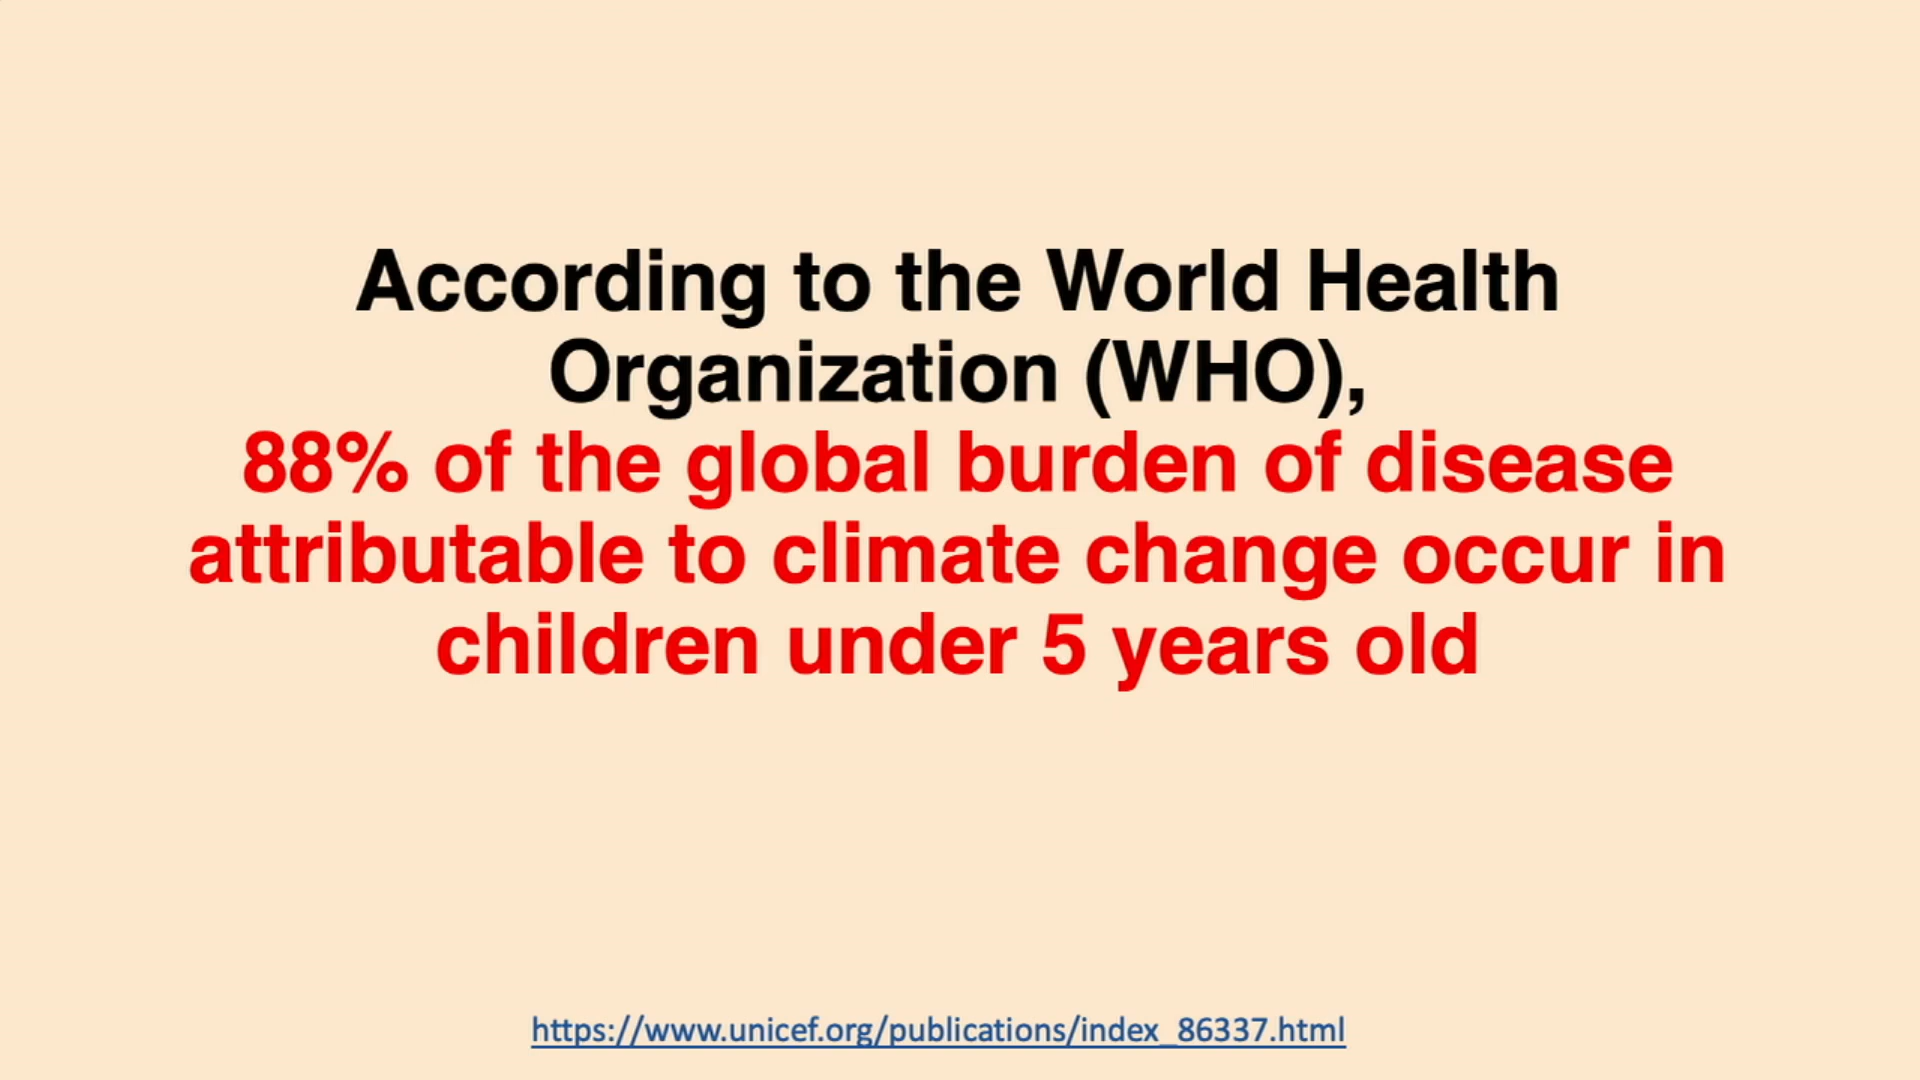 According to the World Health
Organization (WHO),
88% of the global burden of disease
attributable to climate change occur in
children under 5 years old
https://www.unicef.org/publications/index_86337.html